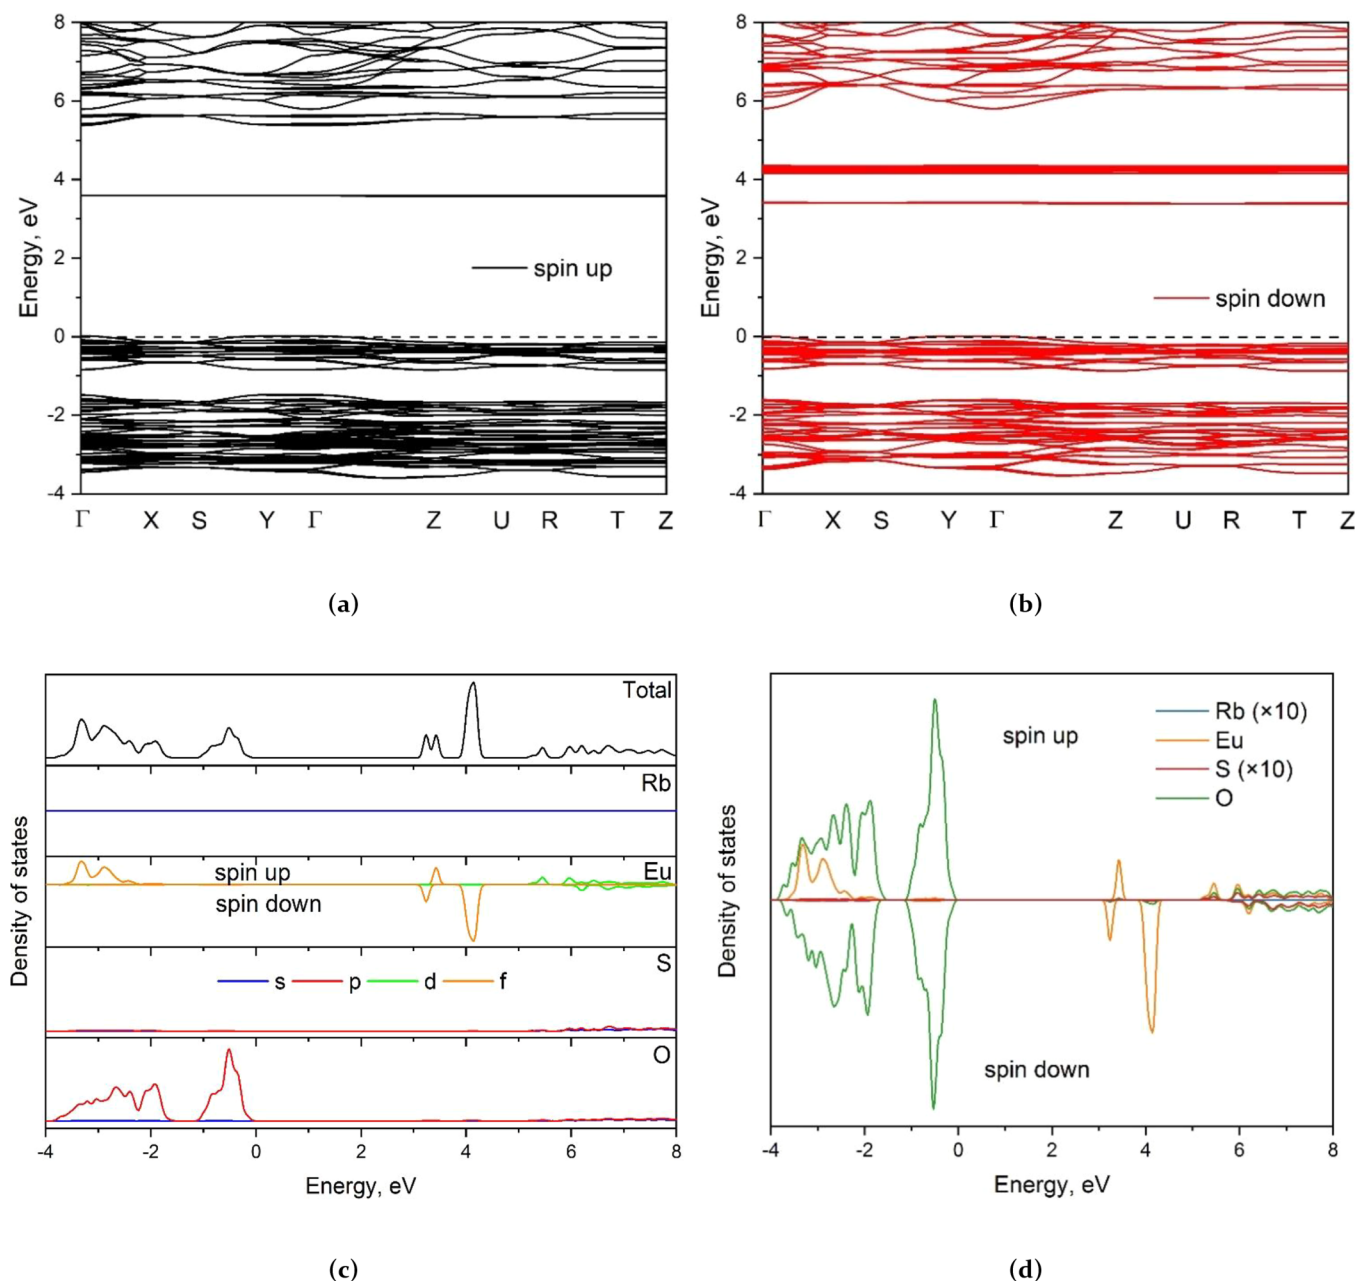 8
6
4
2
0
-2
-4
Energy, eV
spin up
Γ X S Y Γ Z U R T Z
(a)
8
6
4
2
0
-2
-4
Energy, eV
spin down
Γ X S Y Γ Z U R T Z
(b)
Total
Rb
Eu
spin up
spin down
S
s p d f
O
Density of states
-4 -2 0 2 4 6 8
Energy, eV
(c)
Rb (×10)
Eu
S (×10)
O
spin up
spin down
Density of states
-4 -2 0 2 4 6 8
Energy, eV
(d)